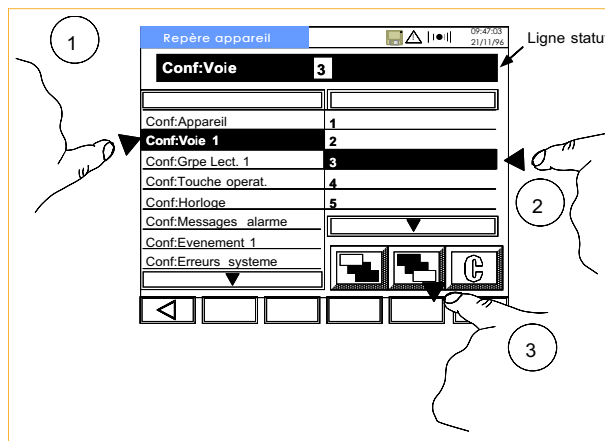 1
Repère appareil
09:47:03
21/11/96
Ligne statut
Conf:Voie 3
Conf:Appareil
Conf:Voie 1
Conf:Grpe Lect. 1
Conf:Touche operat.
Conf:Horloge
Conf:Messages alarme
Conf:Evenement 1
Conf:Erreurs systeme
1
2
3
4
5
C
2
3